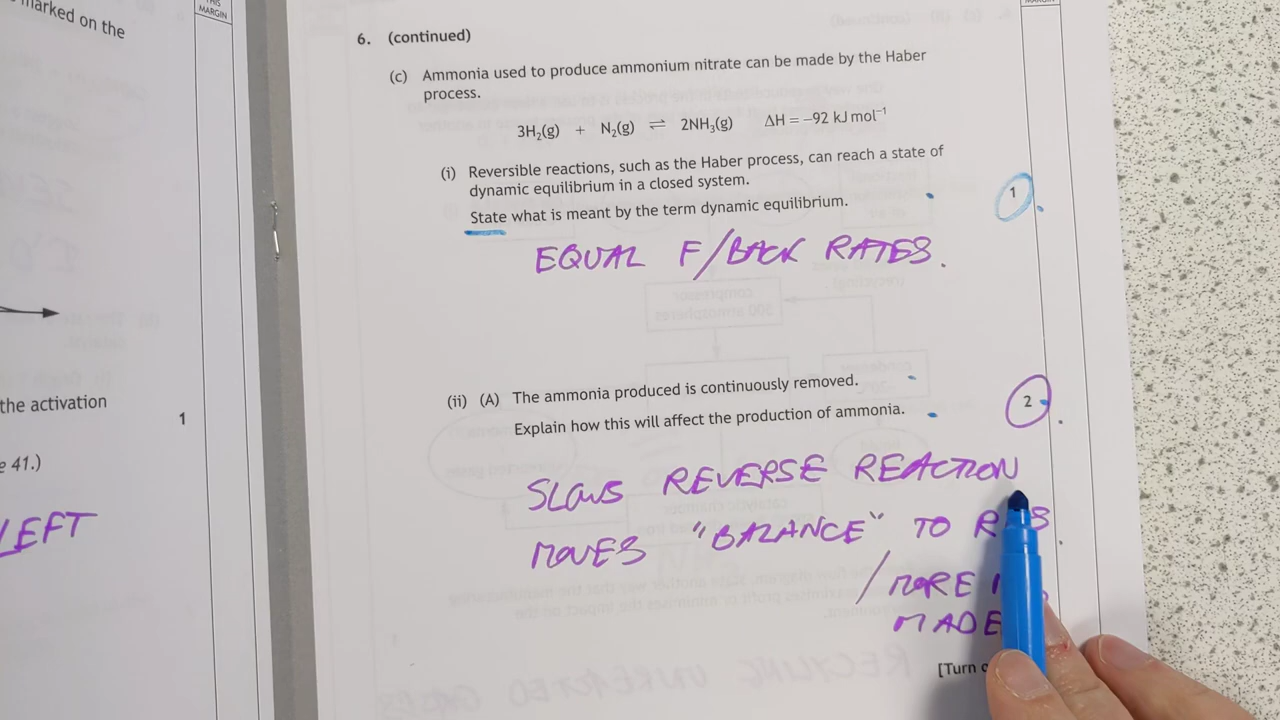 marked on the
MARGIN
the activation
1
e 41.)
LEFT
6. (continued)
(c) Ammonia used to produce ammonium nitrate can be made by the Haber
process.
3H₂(g) + N₂(g) ⇌ 2NH₃(g) ΔH = −92 kJ mol⁻¹
(i) Reversible reactions, such as the Haber process, can reach a state of
dynamic equilibrium in a closed system.
State what is meant by the term dynamic equilibrium. 1
EQUAL F/BACK RATES.
(ii) (A) The ammonia produced is continuously removed.
Explain how this will affect the production of ammonia. 2
SLOWS REVERSE REACTION
MOVES "BALANCE" TO
/MORE
MADE
[Turn